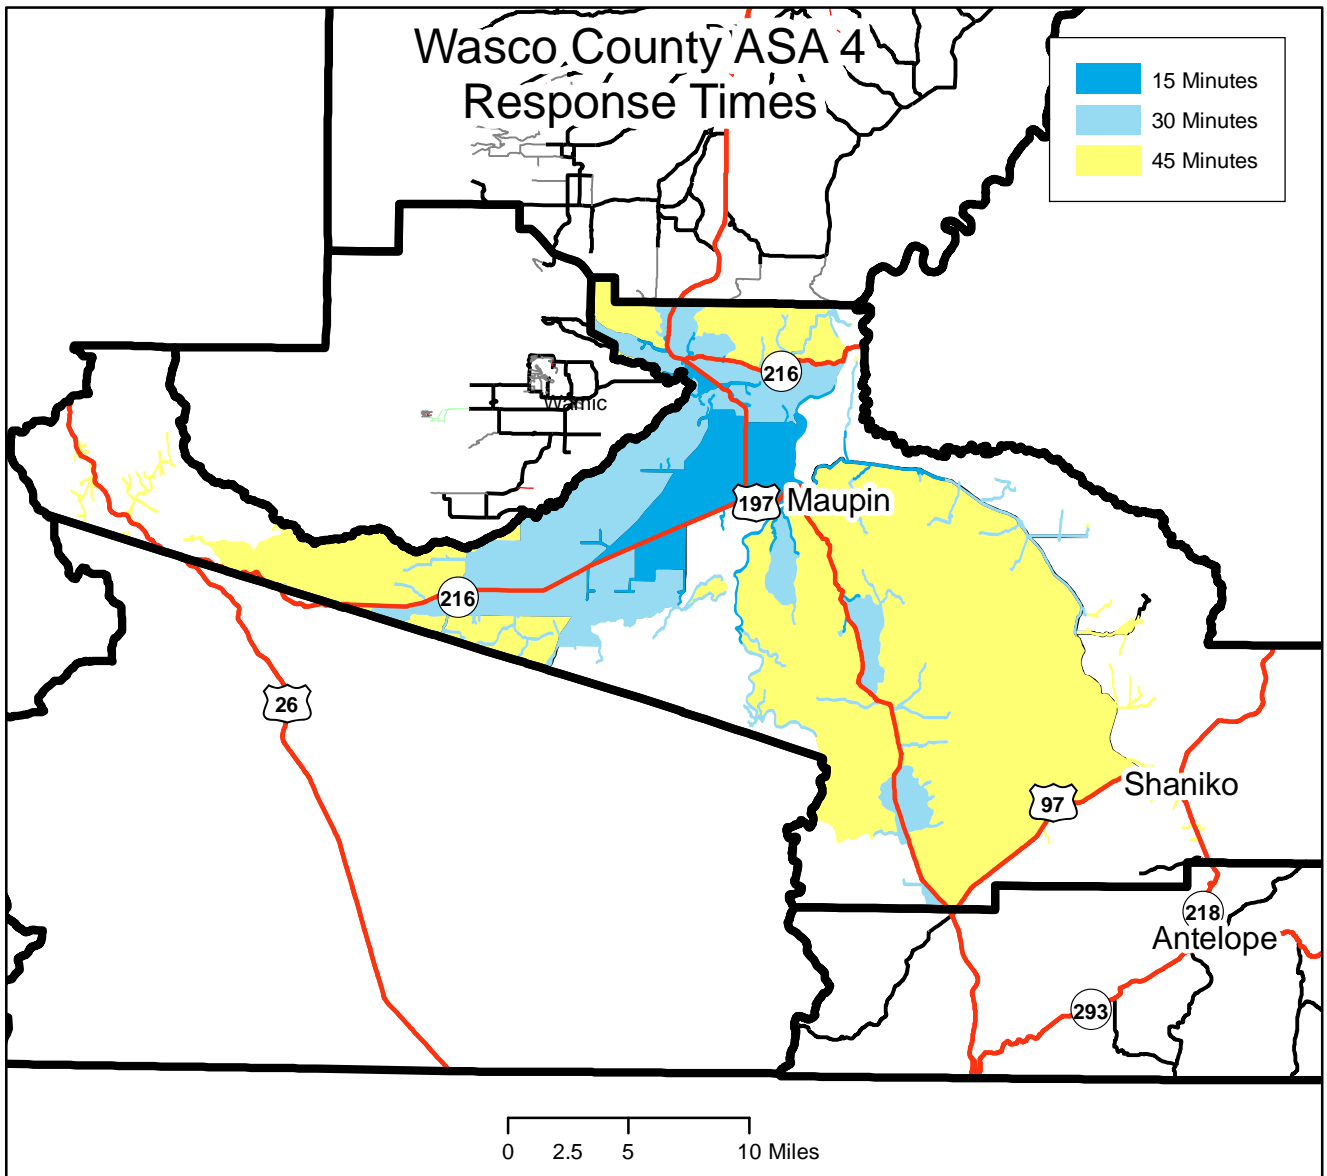 Wasco County ASA 4
Response Times
15 Minutes
30 Minutes
45 Minutes
216
Wamic
197
Maupin
216
26
Shaniko
97
218
Antelope
293
0 2.5 5 10 Miles